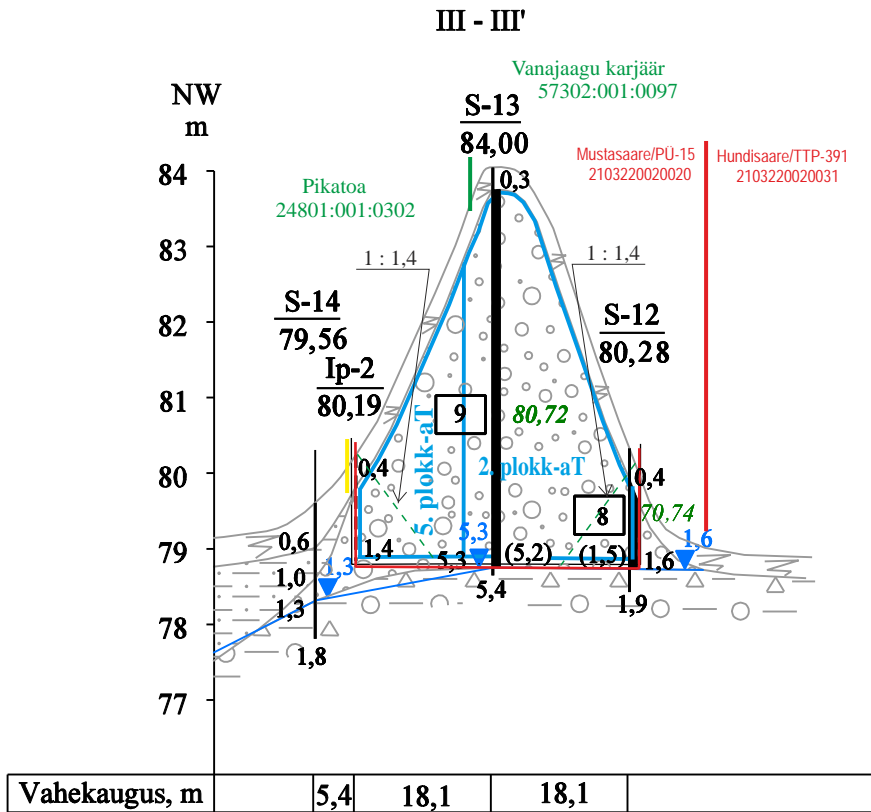 III - III'
Vanajaagu karjäär
57302:001:0097
NW
m
S-13
84,00
Mustasaare/PÜ-15
2103220020020
Hundisaare/TTP-391
2103220020031
84
0,3
Pikatoa
24801:001:0302
83
1 : 1,4
1 : 1,4
S-14
79,56
82
S-12
80,28
Ip-2
80,19
81
9
80,72
5. plokk-aT
2. plokk-aT
80
0,4
0,4
8
70,74
5,3
1,6
79
0,6
1,4
5,3
(5,2)
(1,5)
1,6
1,0
1,3
5,4
1,9
1,3
78
1,8
77
Vahekaugus, m
5,4
18,1
18,1